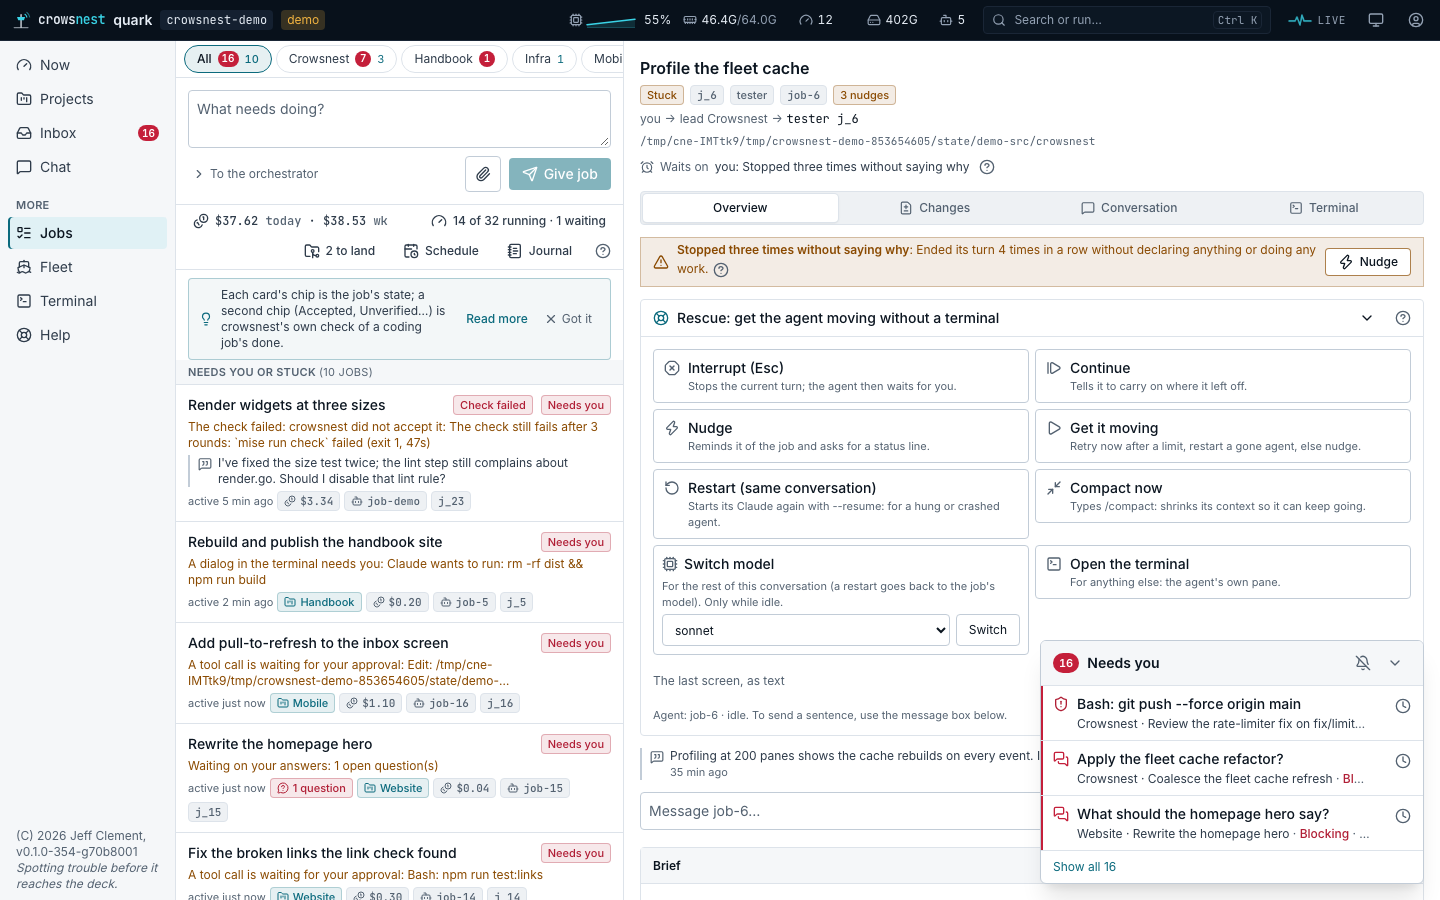 crowsnest quark crowsnest-demo demo
55% 46.4G/64.0G 12 402G 5 Search or run... Ctrl K LIVE
Now
Projects
Inbox 16
Chat
MORE
Jobs
Fleet
Terminal
Help
(C) 2026 Jeff Clement,
v0.1.0-354-g70b8001
Spotting trouble before it
reaches the deck.
All 16 10 Crowsnest 7 3 Handbook 1 Infra 1 Mobi
What needs doing?
To the orchestrator Give job
$37.62 today · $38.53 wk 14 of 32 running · 1 waiting
2 to land Schedule Journal
Each card's chip is the job's state; a
second chip (Accepted, Unverified...) is
crowsnest's own check of a coding
job's done.
Read more Got it
NEEDS YOU OR STUCK (10 JOBS)
Render widgets at three sizes Check failed Needs you
The check failed: crowsnest did not accept it: The check still fails after 3
rounds: `mise run check` failed (exit 1, 47s)
I've fixed the size test twice; the lint step still complains about
render.go. Should I disable that lint rule?
active 5 min ago $3.34 job-demo j_23
Rebuild and publish the handbook site Needs you
A dialog in the terminal needs you: Claude wants to run: rm -rf dist &&
npm run build
active 2 min ago Handbook $0.20 job-5 j_5
Add pull-to-refresh to the inbox screen Needs you
A tool call is waiting for your approval: Edit: /tmp/cne-
IMTtk9/tmp/crowsnest-demo-853654605/state/demo-...
active just now Mobile $1.10 job-16 j_16
Rewrite the homepage hero Needs you
Waiting on your answers: 1 open question(s)
active just now 1 question Website $0.04 job-15
j_15
Fix the broken links the link check found Needs you
A tool call is waiting for your approval: Bash: npm run test:links
active just now Website $0.30 job-14 j_14
Profile the fleet cache
Stuck j_6 tester job-6 3 nudges
you → lead Crowsnest → tester j_6
/tmp/cne-IMTtk9/tmp/crowsnest-demo-853654605/state/demo-src/crowsnest
Waits on you: Stopped three times without saying why
Overview Changes Conversation Terminal
Stopped three times without saying why: Ended its turn 4 times in a row without declaring anything or doing any
work.
Nudge
Rescue: get the agent moving without a terminal
Interrupt (Esc)
Stops the current turn; the agent then waits for you.
Continue
Tells it to carry on where it left off.
Nudge
Reminds it of the job and asks for a status line.
Get it moving
Retry now after a limit, restart a gone agent, else nudge.
Restart (same conversation)
Starts its Claude again with --resume: for a hung or crashed
agent.
Compact now
Types /compact: shrinks its context so it can keep going.
Switch model
For the rest of this conversation (a restart goes back to the job's
model). Only while idle.
sonnet Switch
Open the terminal
For anything else: the agent's own pane.
The last screen, as text
Agent: job-6 · idle. To send a sentence, use the message box below.
Profiling at 200 panes shows the cache rebuilds on every event. I
35 min ago
Message job-6...
Brief
16 Needs you
Bash: git push --force origin main
Crowsnest · Review the rate-limiter fix on fix/limit...
Apply the fleet cache refactor?
Crowsnest · Coalesce the fleet cache refresh · Bl...
What should the homepage hero say?
Website · Rewrite the homepage hero · Blocking · ...
Show all 16